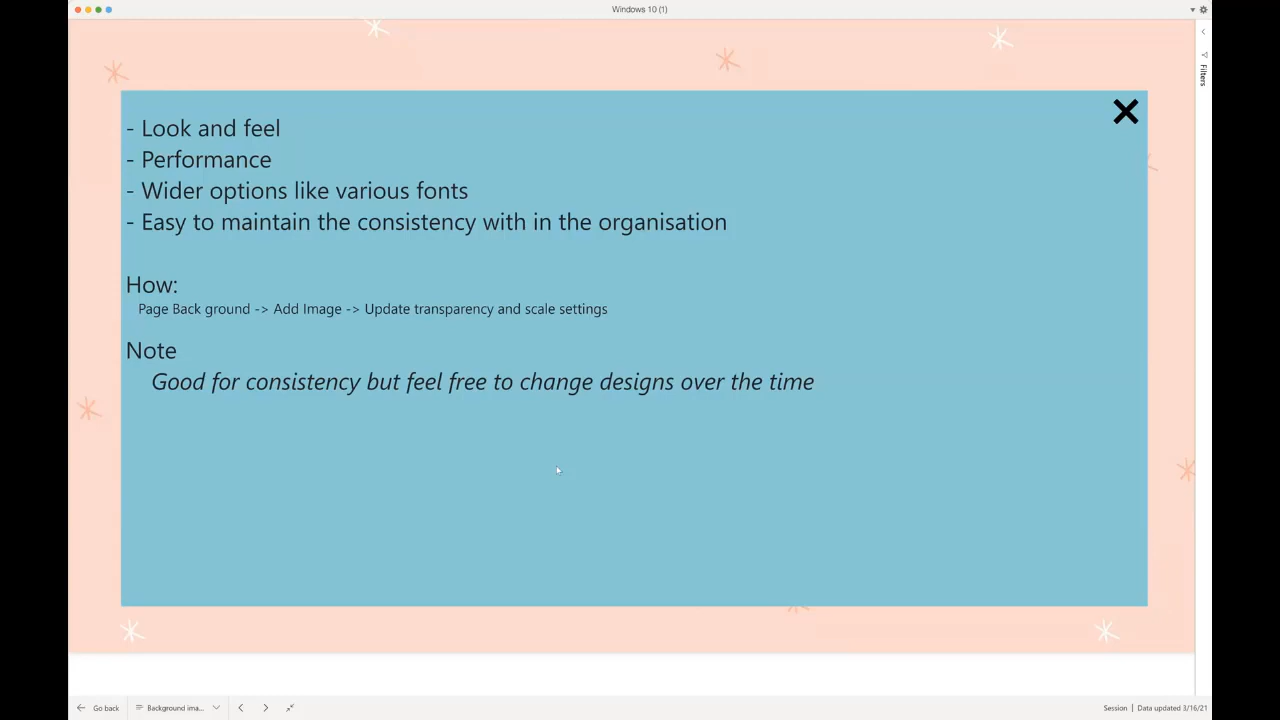 Windows 10 (1)
- Look and feel
- Performance
- Wider options like various fonts
- Easy to maintain the consistency with in the organisation
How:
Page Back ground -> Add Image -> Update transparency and scale settings
Note
Good for consistency but feel free to change designs over the time
Filters
Go back
Background ima...
Session | Data updated 3/16/21